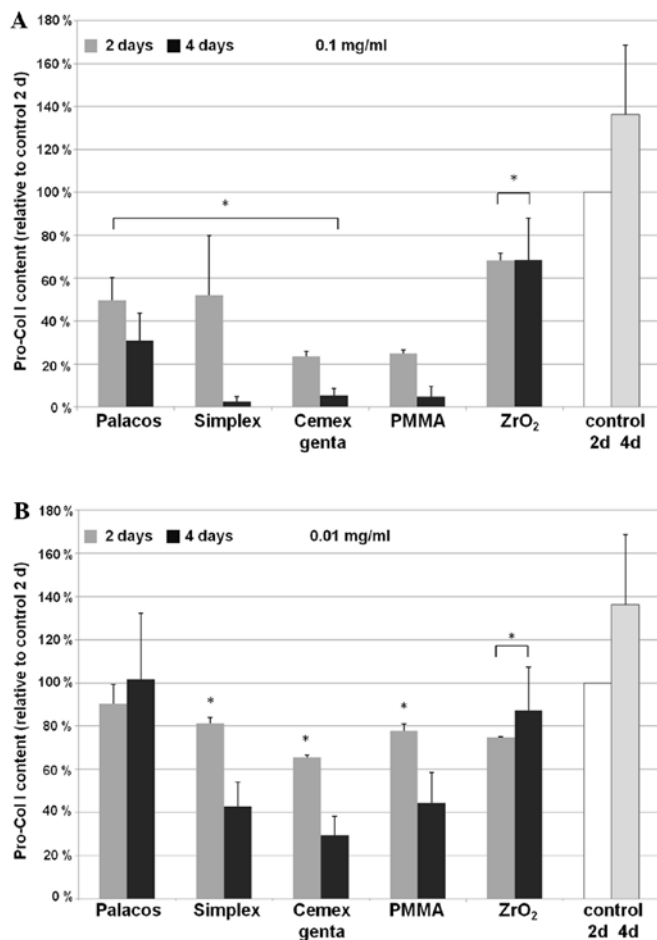 A
Pro-Col I content (relative to control 2 d)
180 %
160 %
140 %
120 %
100 %
80 %
60 %
40 %
20 %
0 %
2 days 4 days 0.1 mg/ml
*
*
Palacos Simplex Cemex genta PMMA ZrO₂ control
2d 4d
B
Pro-Col I content (relative to control 2 d)
180 %
160 %
140 %
120 %
100 %
80 %
60 %
40 %
20 %
0 %
2 days 4 days 0.01 mg/ml
*
*
*
*
Palacos Simplex Cemex genta PMMA ZrO₂ control
2d 4d